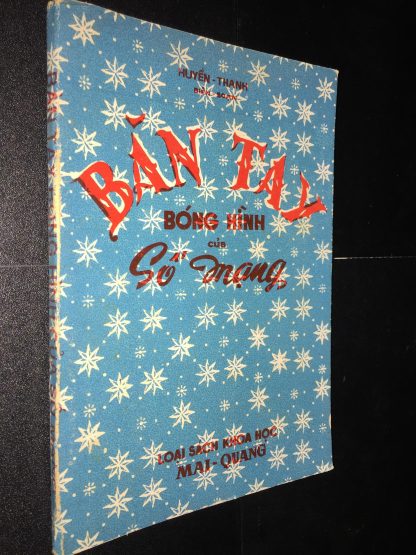 HUYỀN-THANH
BIÊN SOẠN
BÀN TAY
BÓNG HÌNH
CỦA
Số mạng
LOẠI SÁCH KHOA HỌC
MAI-QUANG